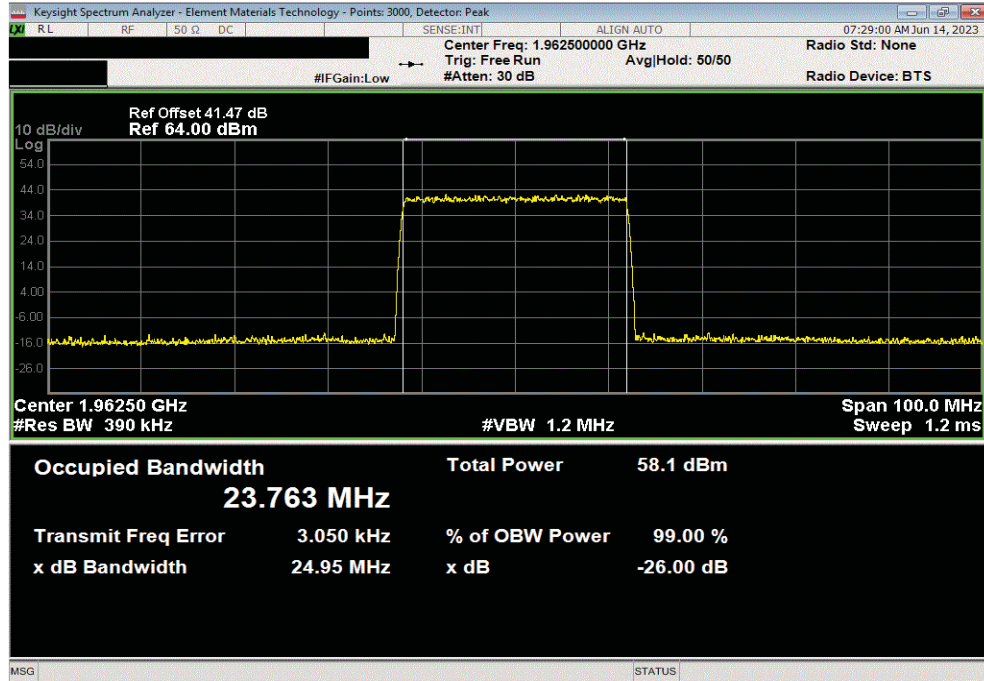 Keysight Spectrum Analyzer - Element Materials Technology - Points: 3000, Detector: Peak
LXI RL RF 50 Ω DC SENSE:INT ALIGN AUTO 07:29:00 AM Jun 14, 2023
Center Freq: 1.962500000 GHz Radio Std: None
Trig: Free Run Avg|Hold: 50/50
#IFGain:Low #Atten: 30 dB Radio Device: BTS
Ref Offset 41.47 dB
10 dB/div Ref 64.00 dBm
Log
54.0
44.0
34.0
24.0
14.0
4.00
-6.00
-16.0
-26.0
Center 1.96250 GHz Span 100.0 MHz
#Res BW 390 kHz #VBW 1.2 MHz Sweep 1.2 ms
Occupied Bandwidth Total Power 58.1 dBm
23.763 MHz
Transmit Freq Error 3.050 kHz % of OBW Power 99.00 %
x dB Bandwidth 24.95 MHz x dB -26.00 dB
MSG STATUS